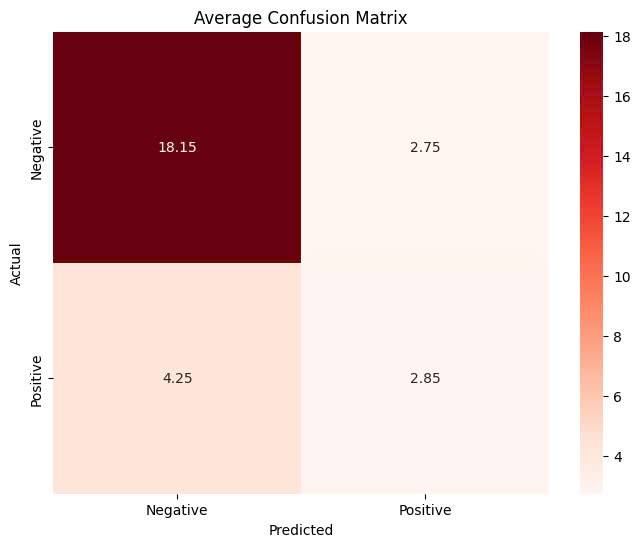 Average Confusion Matrix
Actual
Negative
Positive
18.15
2.75
4.25
2.85
Negative
Positive
Predicted
18
16
14
12
10
8
6
4